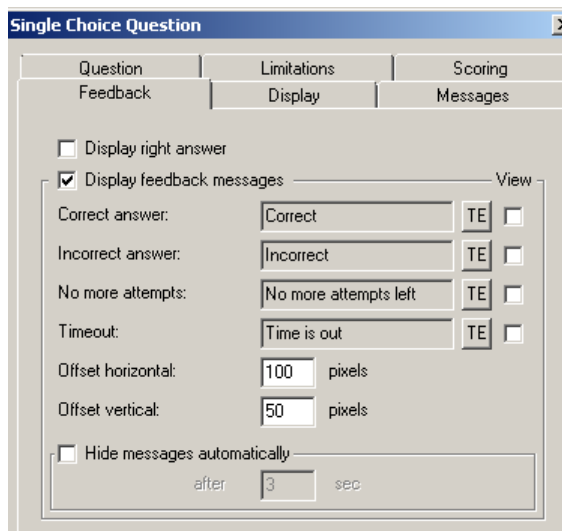 Single Choice Question
Question Limitations Scoring
Feedback Display Messages
Display right answer
Display feedback messages View
Correct answer: Correct TE
Incorrect answer: Incorrect TE
No more attempts: No more attempts left TE
Timeout: Time is out TE
Offset horizontal: 100 pixels
Offset vertical: 50 pixels
Hide messages automatically
after 3 sec